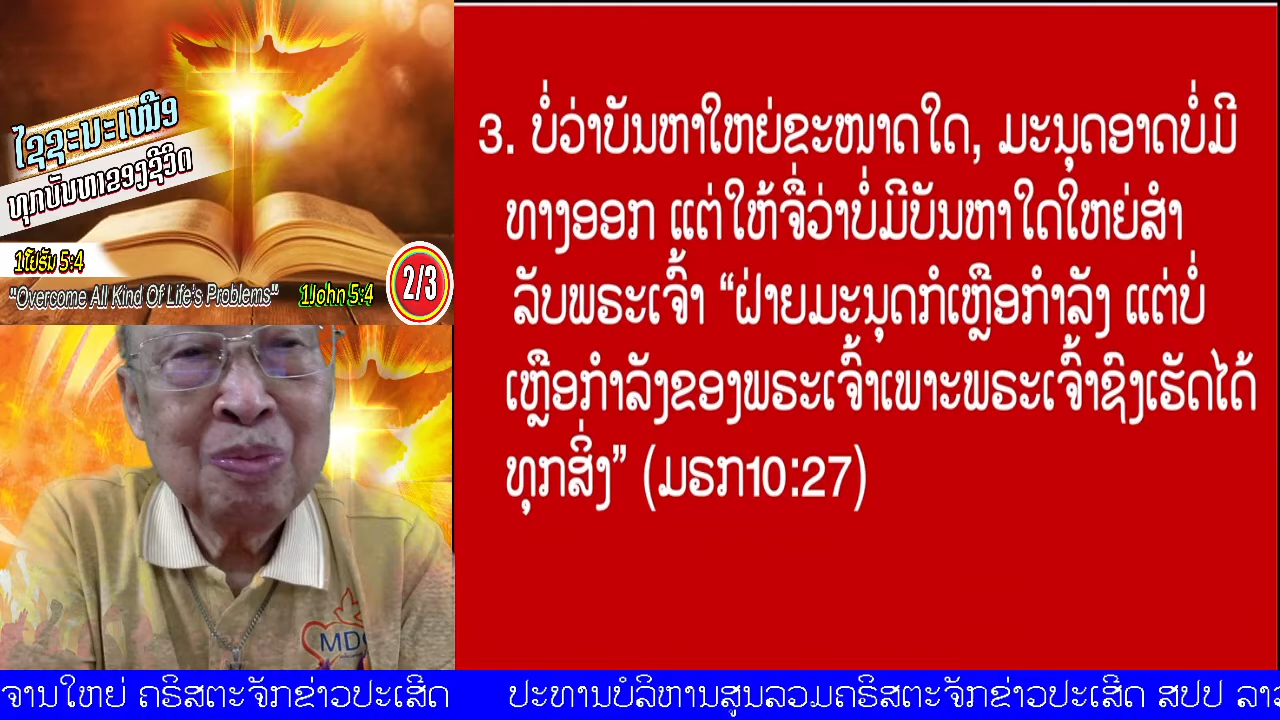 ໄຊຊະນະເໜືອ
ທຸກບັນຫາຂອງຊີວິດ
1ໂຢຮັນ 5:4
"Overcome All Kind Of Life's Problems"
1John 5:4
2/3
3. ບໍ່ວ່າບັນຫາໃຫຍ່ຂະໜາດໃດ, ມະນຸດອາດບໍ່ມີ
ທາງອອກ ແຕ່ໃຫ້ຈື່ວ່າບໍ່ມີບັນຫາໃດໃຫຍ່ສຳ
ລັບພຣະເຈົ້າ “ຝ່າຍມະນຸດກໍເຫຼືອກຳລັງ ແຕ່ບໍ່
ເຫຼືອກຳລັງຂອງພຣະເຈົ້າເພາະພຣະເຈົ້າຊົງເຮັດໄດ້
ທຸກສິ່ງ” (ມຣກ10:27)
ຈານໃຫຍ່ ຄຣິສຕະຈັກຂ່າວປະເສີດ ປະທານບໍລິຫານສູນລວມຄຣິສຕະຈັກຂ່າວປະເສີດ ສປປ